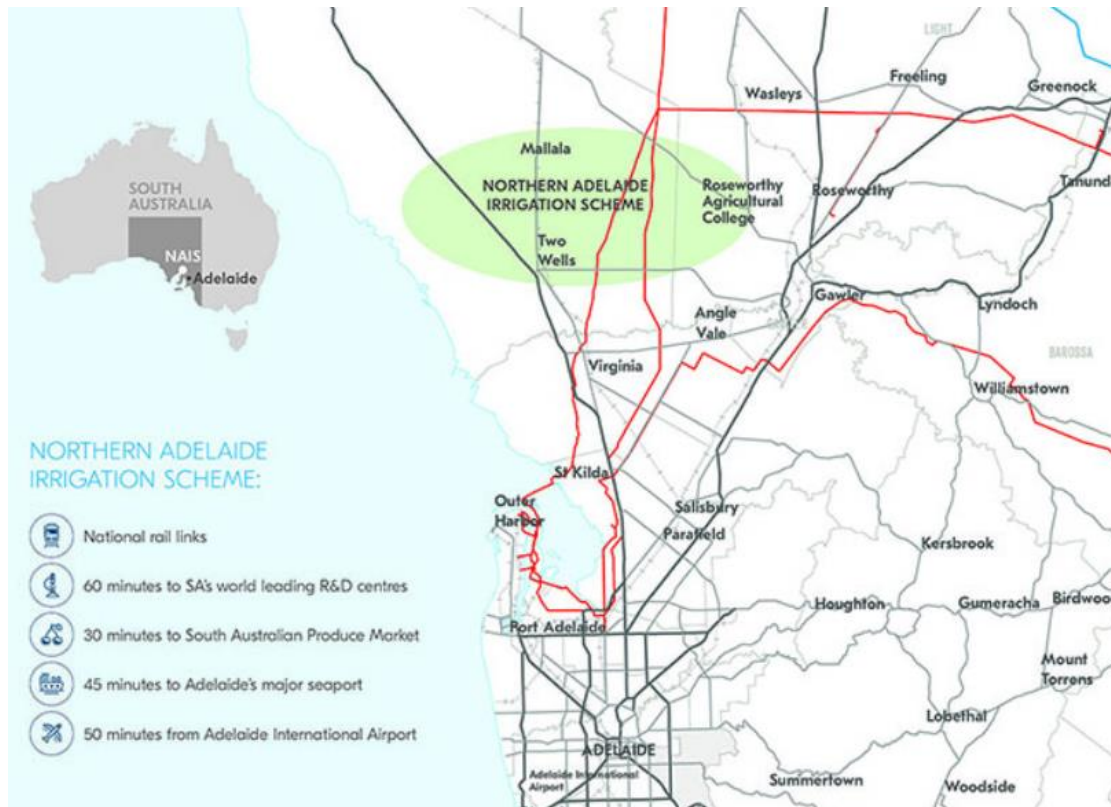 LIGHT
Freeling
Wasleys
Greenock
Mallala
SOUTH
AUSTRALIA
NORTHERN ADELAIDE
IRRIGATION SCHEME
Roseworthy
Agricultural
College
Roseworthy
Tanund
NAIS
Adelaide
Two
Wells
Gawler
Lyndoch
Angle
Vale
BAROSSA
Virginia
Williamstown
NORTHERN ADELAIDE
IRRIGATION SCHEME:
St Kilda
Outer
Harbor
Salisbury
Parafield
National rail links
Kersbrook
60 minutes to SA's world leading R&D centres
Houghton
Gumeracha
Birdwoo
30 minutes to South Australian Produce Market
Port Adelaide
Mount
Torrens
45 minutes to Adelaide's major seaport
Lobethal
50 minutes from Adelaide International Airport
ADELAIDE
Adelaide International
Airport
Summertown
Woodside